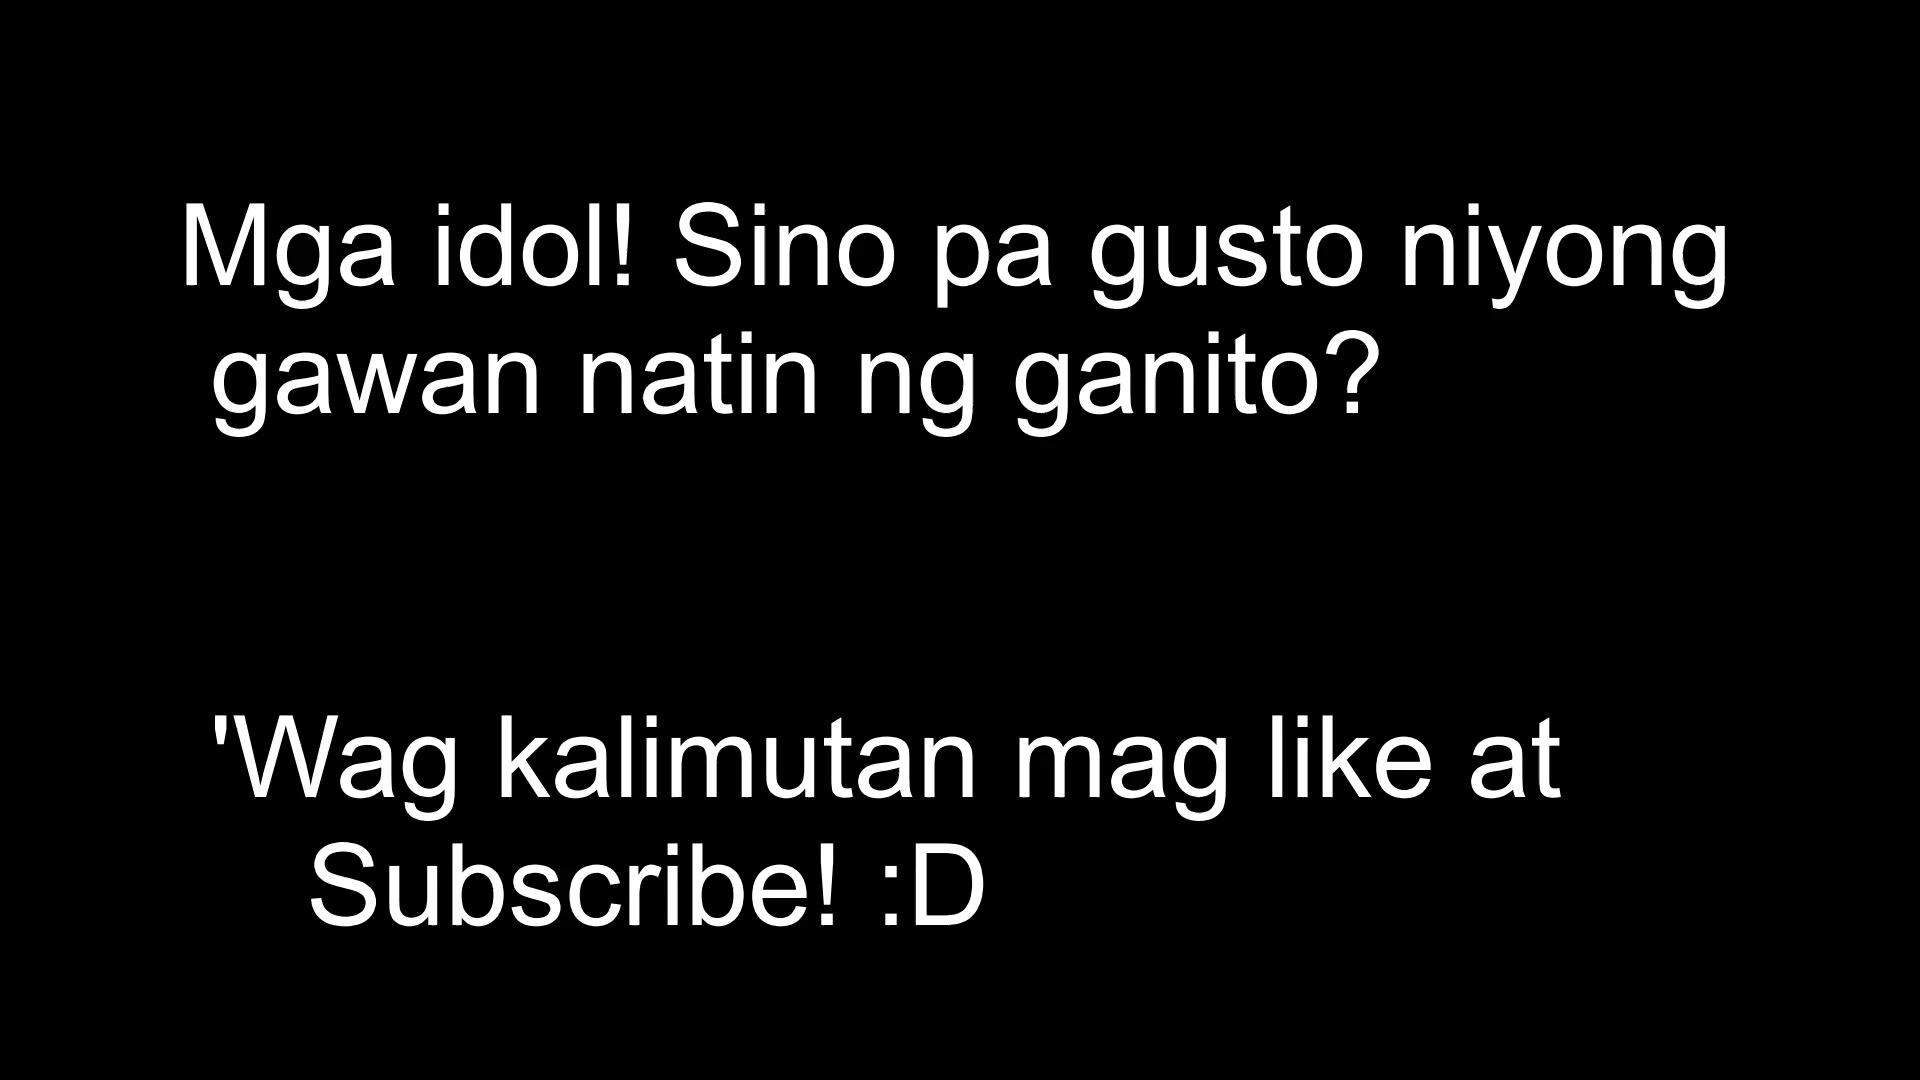 Mga idol! Sino pa gusto niyong
gawan natin ng ganito?
'Wag kalimutan mag like at
Subscribe! :D